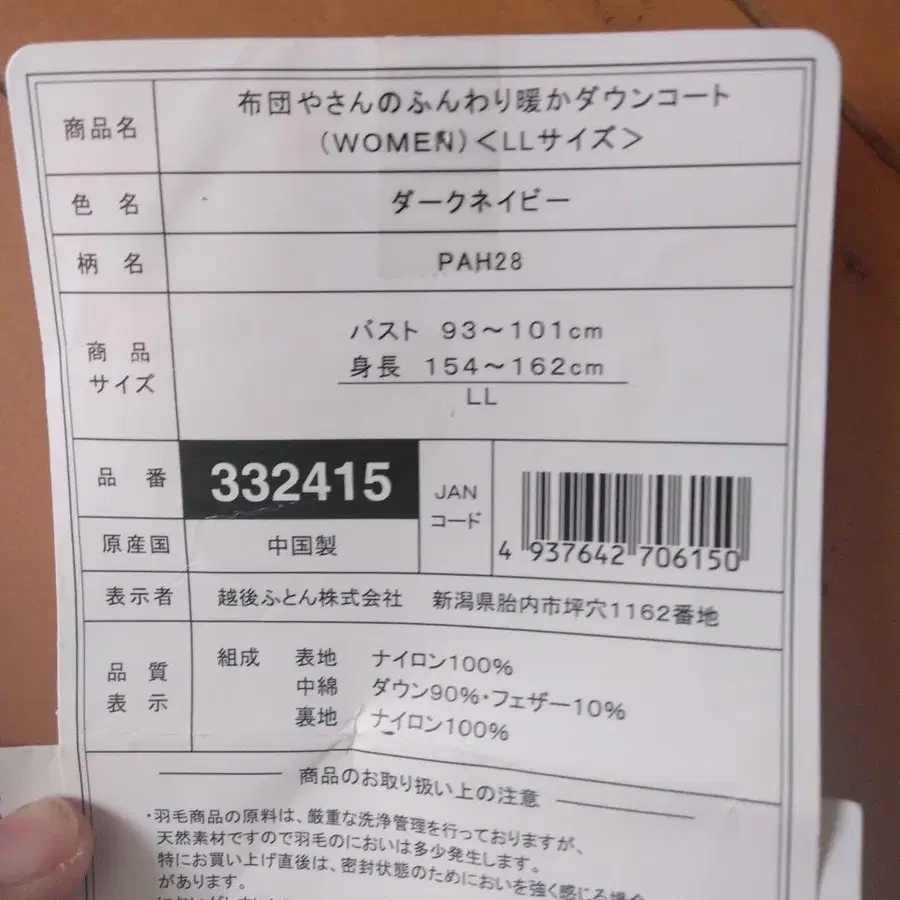 商品名 布団やさんのふんわり暖かダウンコート
(WOMEN)<LLサイズ>
色名 ダークネイビー
柄名 PAH28
商品サイズ バスト 93～101cm
身長 154～162cm
LL
品番 332415
JANコード 4 937642 706150
原産国 中国製
表示者 越後ふとん株式会社 新潟県胎内市坪穴1162番地
品質表示 組成 表地 ナイロン100%
中綿 ダウン90%・フェザー10%
裏地 ナイロン100%
商品のお取り扱い上の注意
・羽毛商品の原料は、厳重な洗浄管理を行っておりますが、
天然素材ですので羽毛のにおいは多少発生します。
特にお買い上げ直後は、密封状態のためにおいを強く感じる場合
があります。